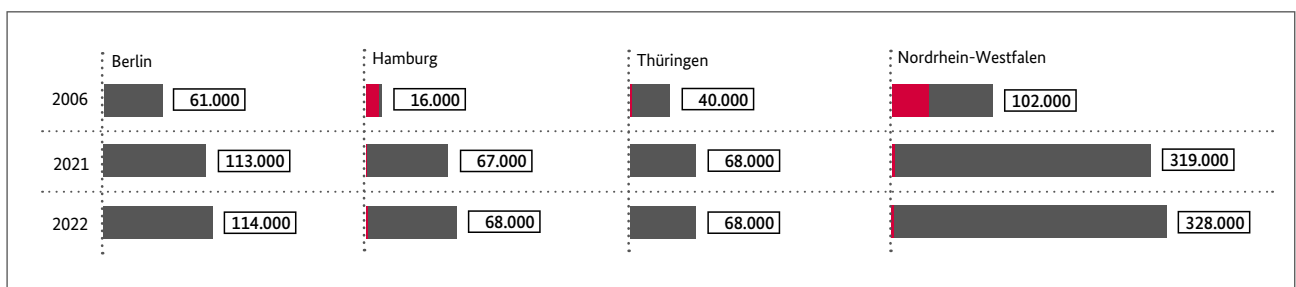 Berlin Hamburg Thüringen Nordrhein-Westfalen
2006 61.000 16.000 40.000 102.000
2021 113.000 67.000 68.000 319.000
2022 114.000 68.000 68.000 328.000